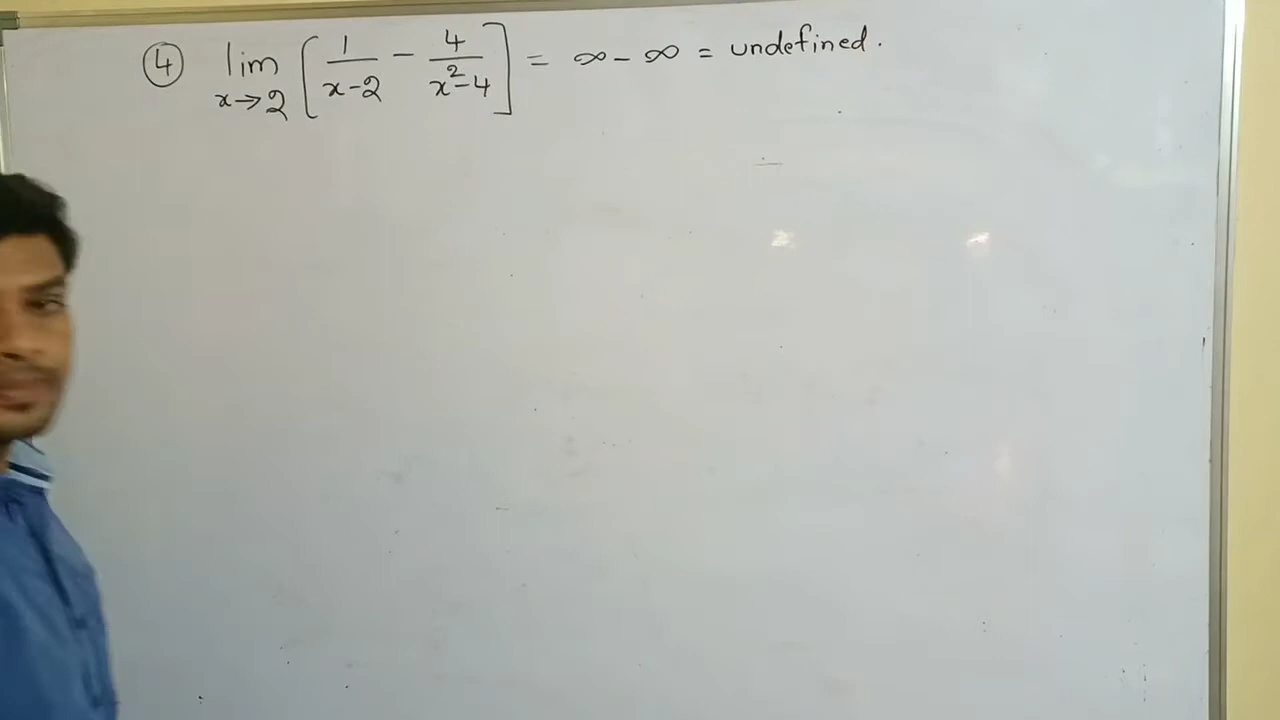 ④ lim x→2 [ 1/(x-2) - 4/(x²-4) ] = ∞ - ∞ = undefined.